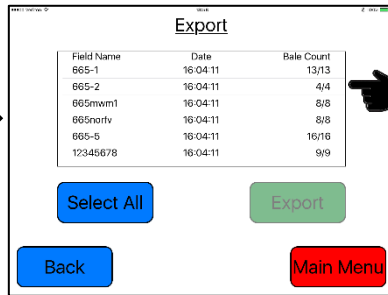 Export
Field Name Date Bale Count
665-1 16:04:11 13/13
665-2 16:04:11 4/4
665mwm1 16:04:11 8/8
665norfv 16:04:11 8/8
665-5 16:04:11 16/16
12345678 16:04:11 9/9
Select All Export
Back Main Menu